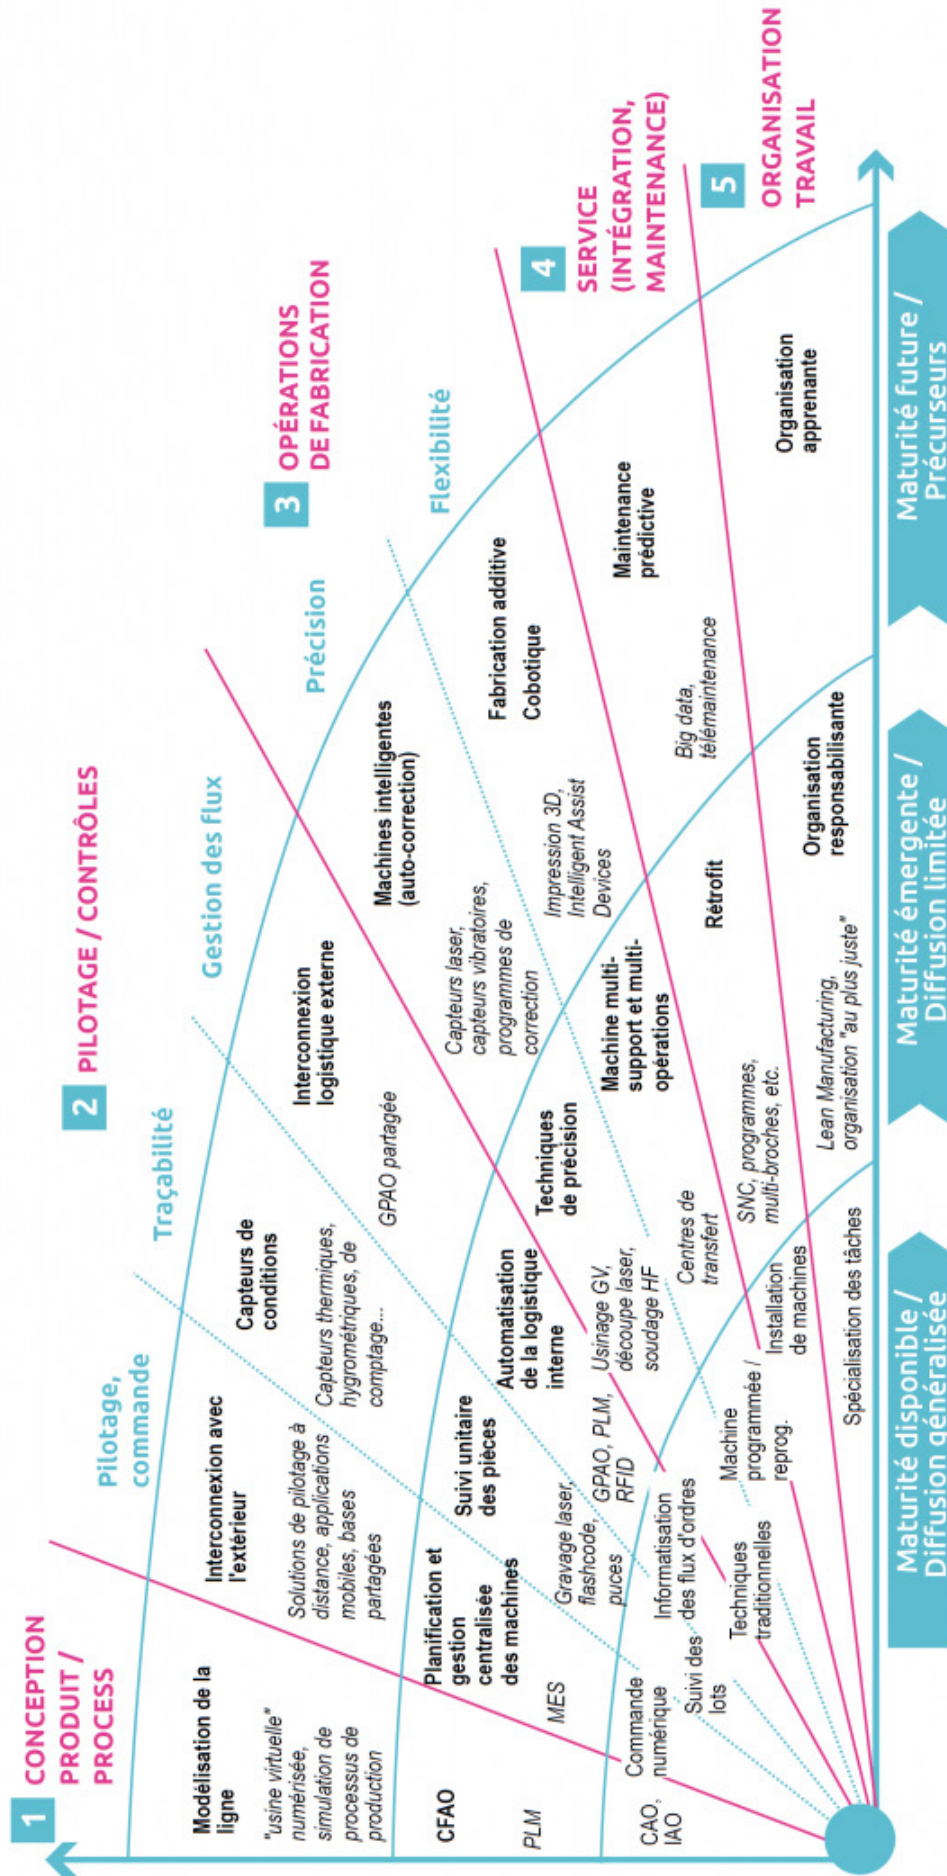 1
CONCEPTION
PRODUIT /
PROCESS
2
PILOTAGE / CONTRÔLES
3
OPÉRATIONS
DE FABRICATION
4
SERVICE
(INTÉGRATION,
MAINTENANCE)
5
ORGANISATION
TRAVAIL
Pilotage,
commande
Traçabilité
Gestion des flux
Précision
Flexibilité
Modélisation de la
ligne
"usine virtuelle"
numérisée,
simulation de
processus de
production
CFAO
PLM
CAO,
IAO
Interconnexion avec
l'extérieur
Solutions de pilotage à
distance, applications
mobiles, bases
partagées
Planification et
gestion
centralisée
des machines
MES
Commande
numérique
Capteurs de
conditions
Capteurs thermiques,
hygrométriques, de
comptage...
Suivi unitaire
des pièces
Gravage laser,
flashcode,
puces
Suivi des
lots
Interconnexion
logistique externe
GPAO partagée
Automatisation
de la logistique
interne
GPAO, PLM,
RFID
Informatisation
des flux d'ordres
Machines intelligentes
(auto-correction)
Capteurs laser,
capteurs vibratoires,
programmes de
correction
Techniques
de précision
Usinage GV,
découpe laser,
soudage HF
Techniques
traditionnelles
Fabrication additive
Cobotique
Impression 3D,
Intelligent Assist
Devices
Machine multi-
support et multi-
opérations
Centres de
transfert
Machine
programmée /
reprog.
Maintenance
prédictive
Big data,
télémaintenance
Rétrofit
SNC, programmes,
multi-broches, etc.
Installation
de machines
Organisation
apprenante
Organisation
responsabilisante
Lean Manufacturing,
organisation "au plus juste"
Spécialisation des tâches
Maturité disponible /
Diffusion généralisée
Maturité émergente /
Diffusion limitée
Maturité future /
Précurseurs